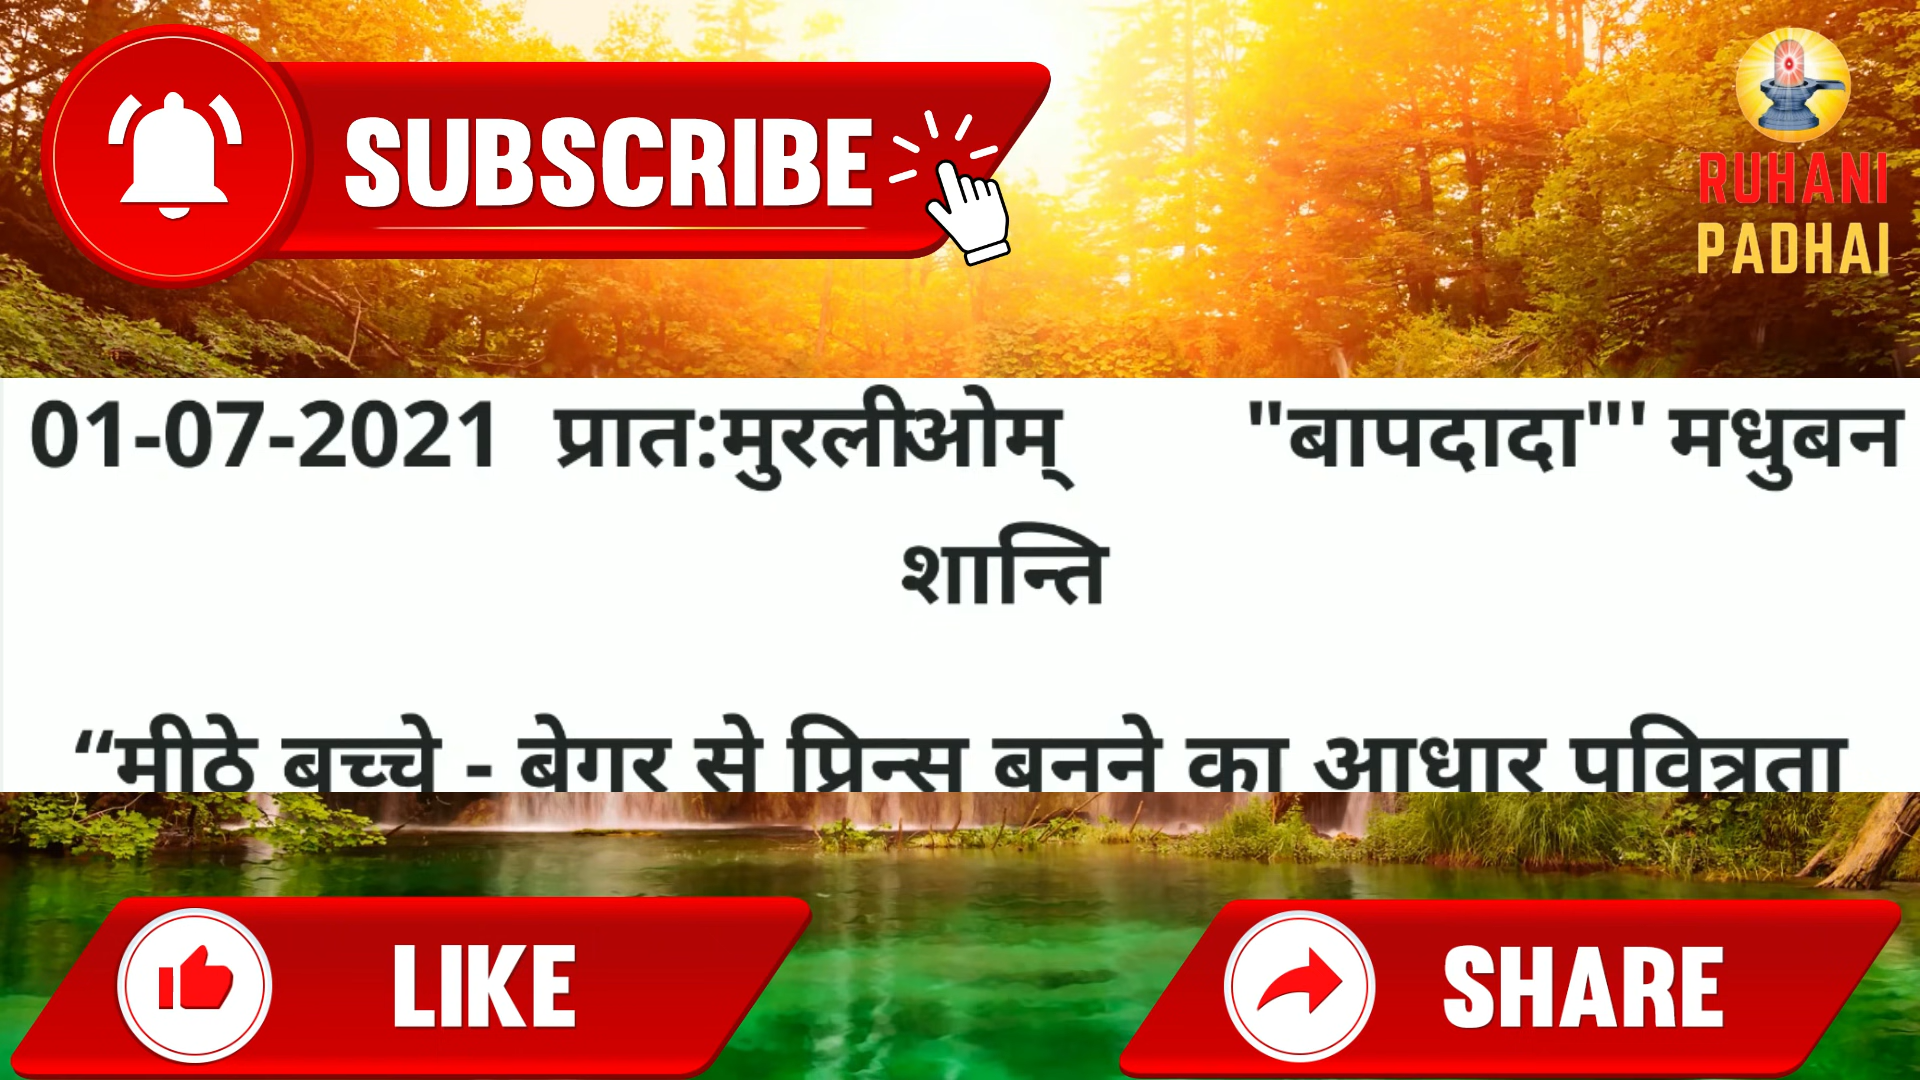 SUBSCRIBE
RUHANI
PADHAI
01-07-2021 प्रात:मुरलीओम् "बापदादा"' मधुबन
शान्ति
“मीठे बच्चे - बेगर से प्रिन्स बनने का आधार पवित्रता
LIKE
SHARE